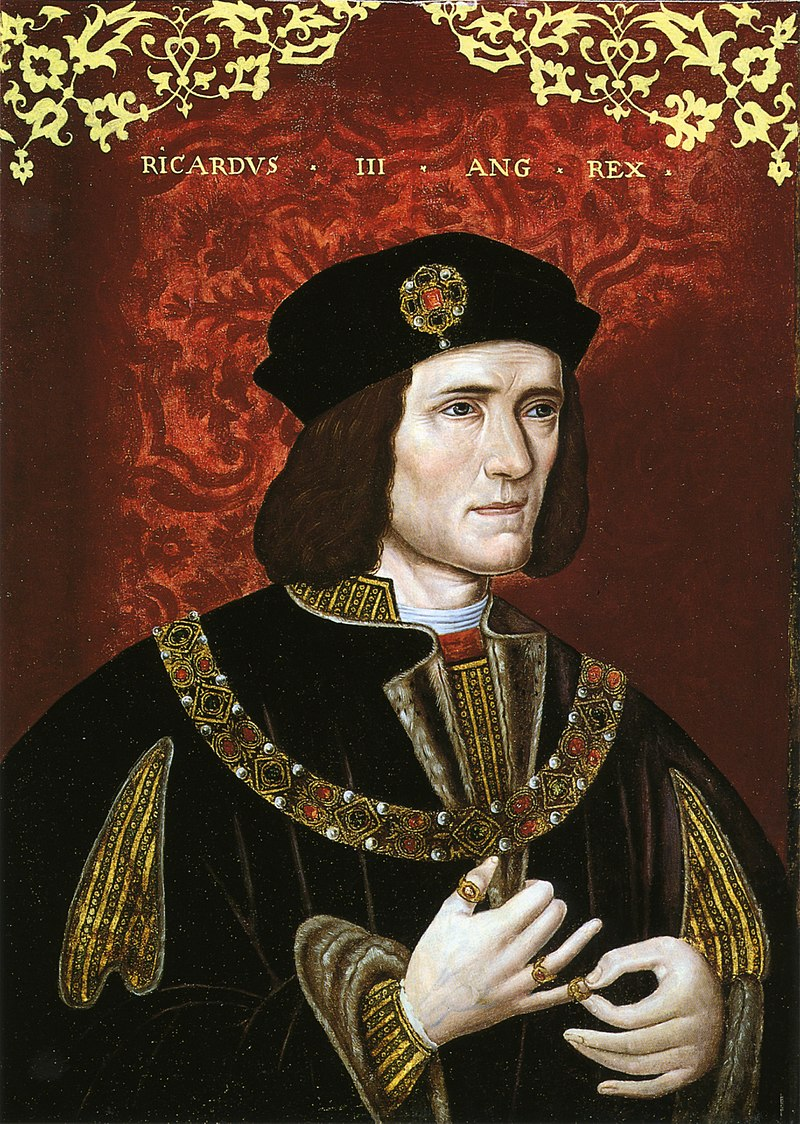 RICARDVS · III · ANG · REX ·